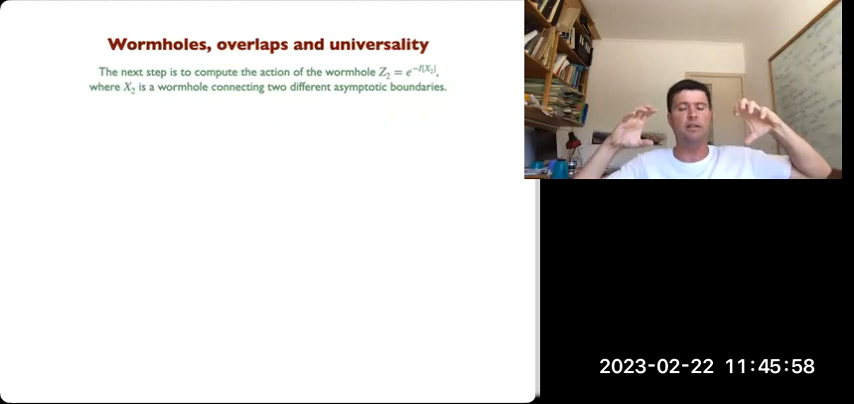 Wormholes, overlaps and universality
The next step is to compute the action of the wormhole Z₂ = e^{-I[X₂]},
where X₂ is a wormhole connecting two different asymptotic boundaries.
2023-02-22 11:45:58